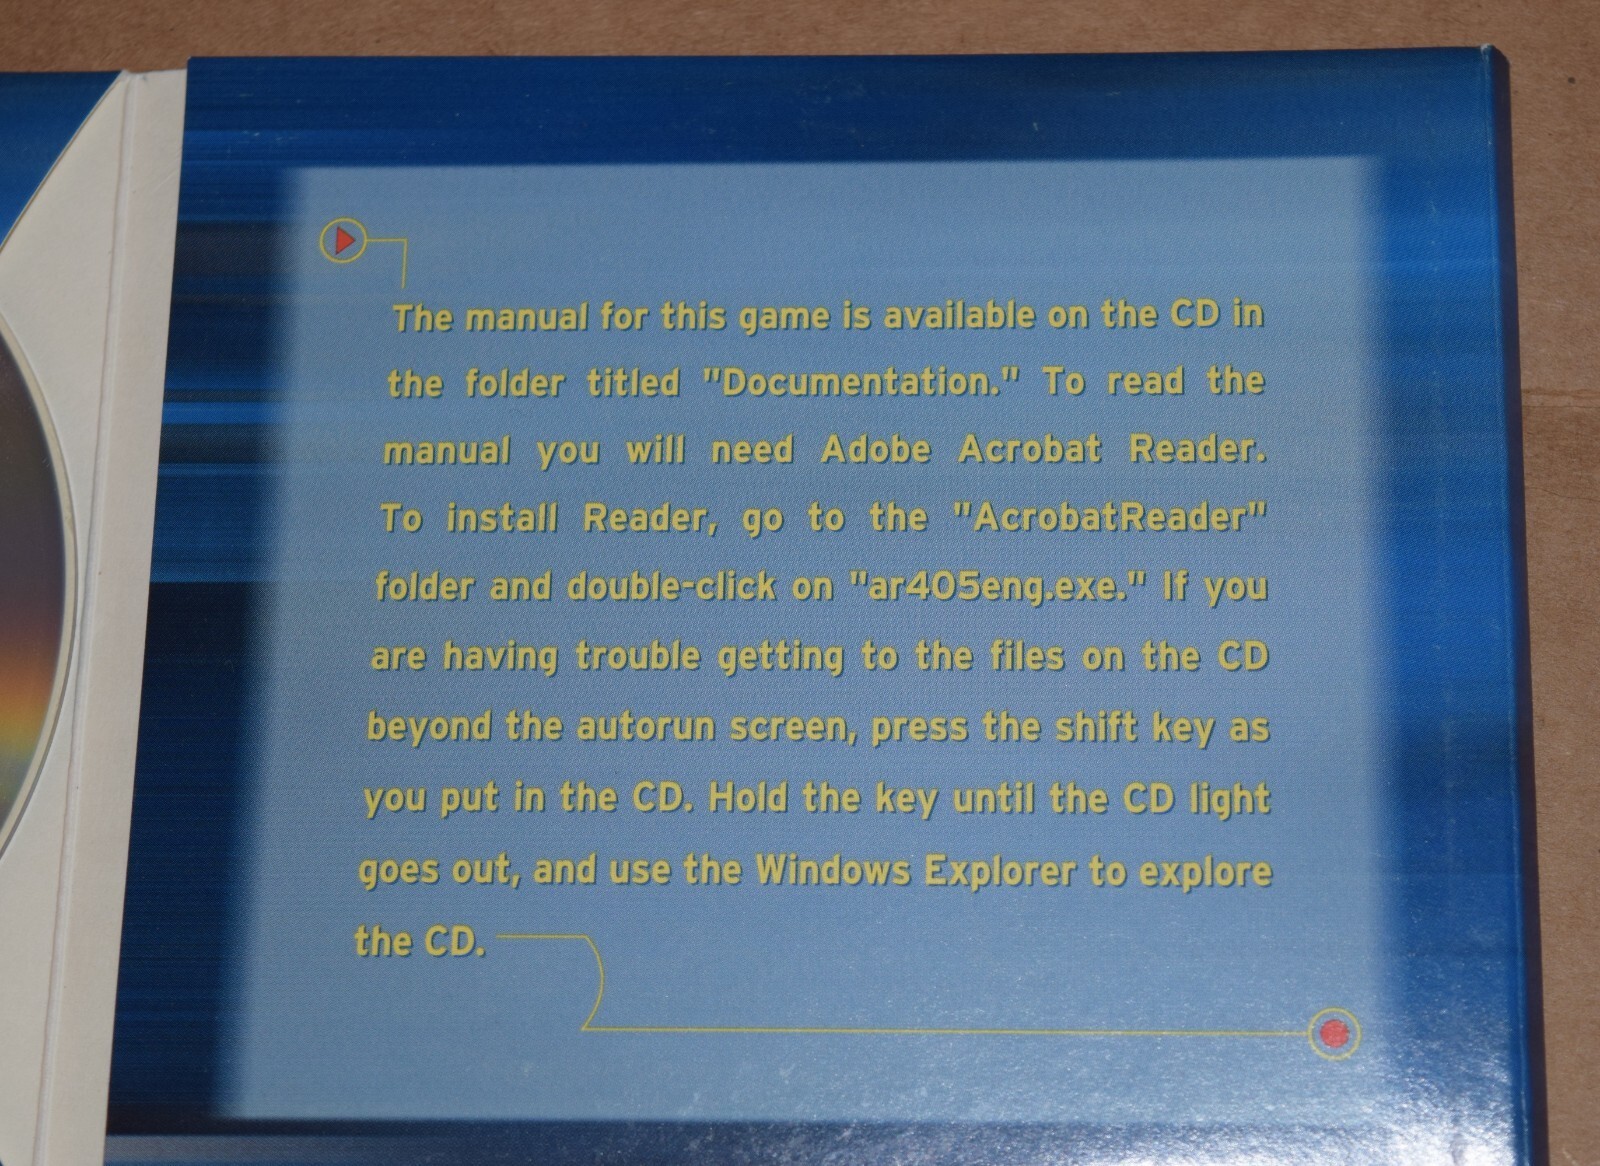 The manual for this game is available on the CD in
the folder titled "Documentation." To read the
manual you will need Adobe Acrobat Reader.
To install Reader, go to the "AcrobatReader"
folder and double-click on "ar405eng.exe." If you
are having trouble getting to the files on the CD
beyond the autorun screen, press the shift key as
you put in the CD. Hold the key until the CD light
goes out, and use the Windows Explorer to explore
the CD.